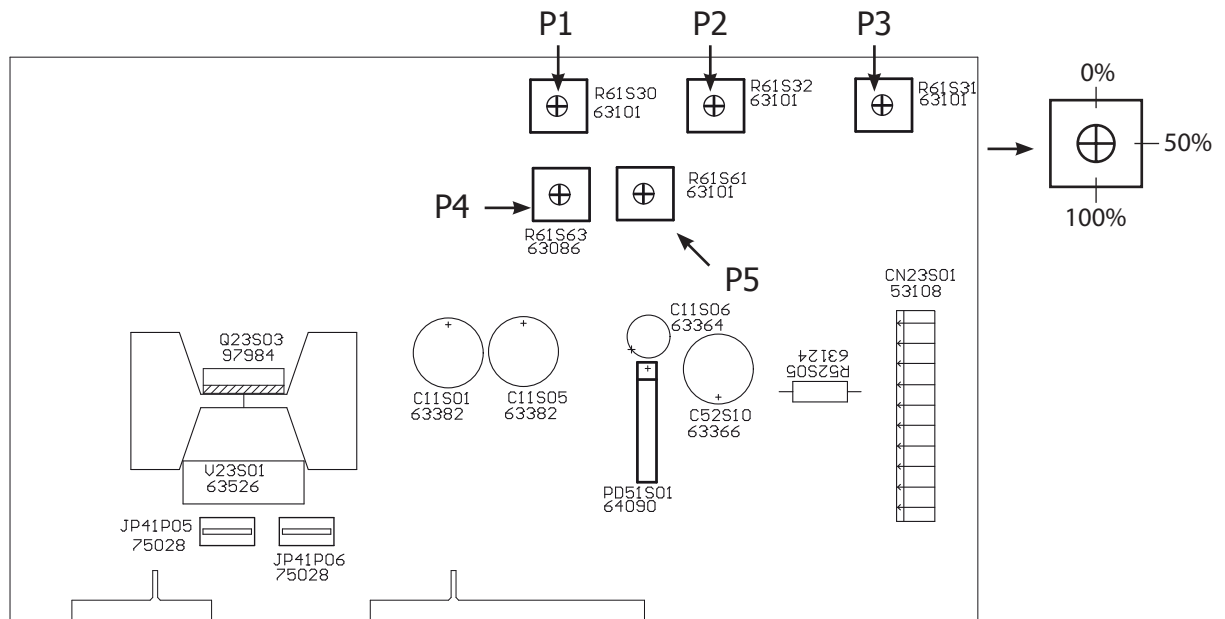 P1
P2
P3
R61S30
63101
R61S32
63101
R61S31
63101
0%
50%
100%
P4
R61S63
63086
R61S61
63101
P5
CN23S01
53108
Q23S03
97984
C11S01
63382
C11S05
63382
C11S06
63364
C52S10
63366
R52S05
63124
V23S01
63526
PD51S01
64090
JP41P05
75028
JP41P06
75028